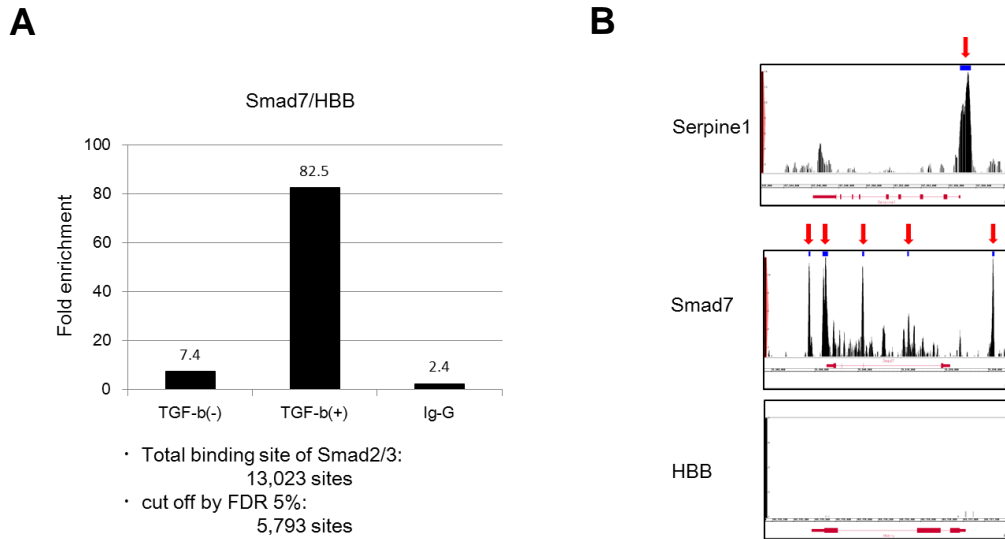 A
B
Smad7/HBB
Fold enrichment
100
80
60
40
20
0
7.4
82.5
2.4
TGF-b(-)
TGF-b(+)
Ig-G
・ Total binding site of Smad2/3:
13,023 sites
・ cut off by FDR 5%:
5,793 sites
Serpine1
Smad7
HBB